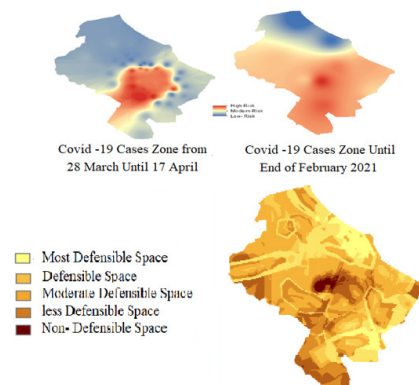 High Risk
Medium Risk
Low- Risk
Covid -19 Cases Zone from
28 March Until 17 April
Covid -19 Cases Zone Until
End of February 2021
Most Defensible Space
Defensible Space
Moderate Defensible Space
less Defensible Space
Non- Defensible Space